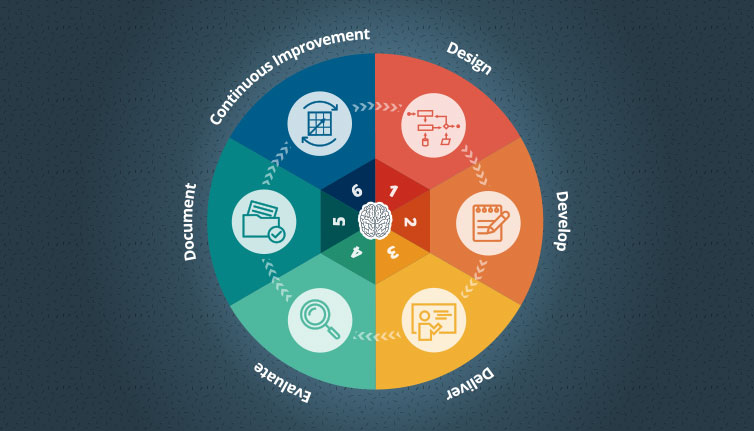 Continuous Improvement
Design
Develop
Deliver
Evaluate
Document
1
2
3
4
5
6